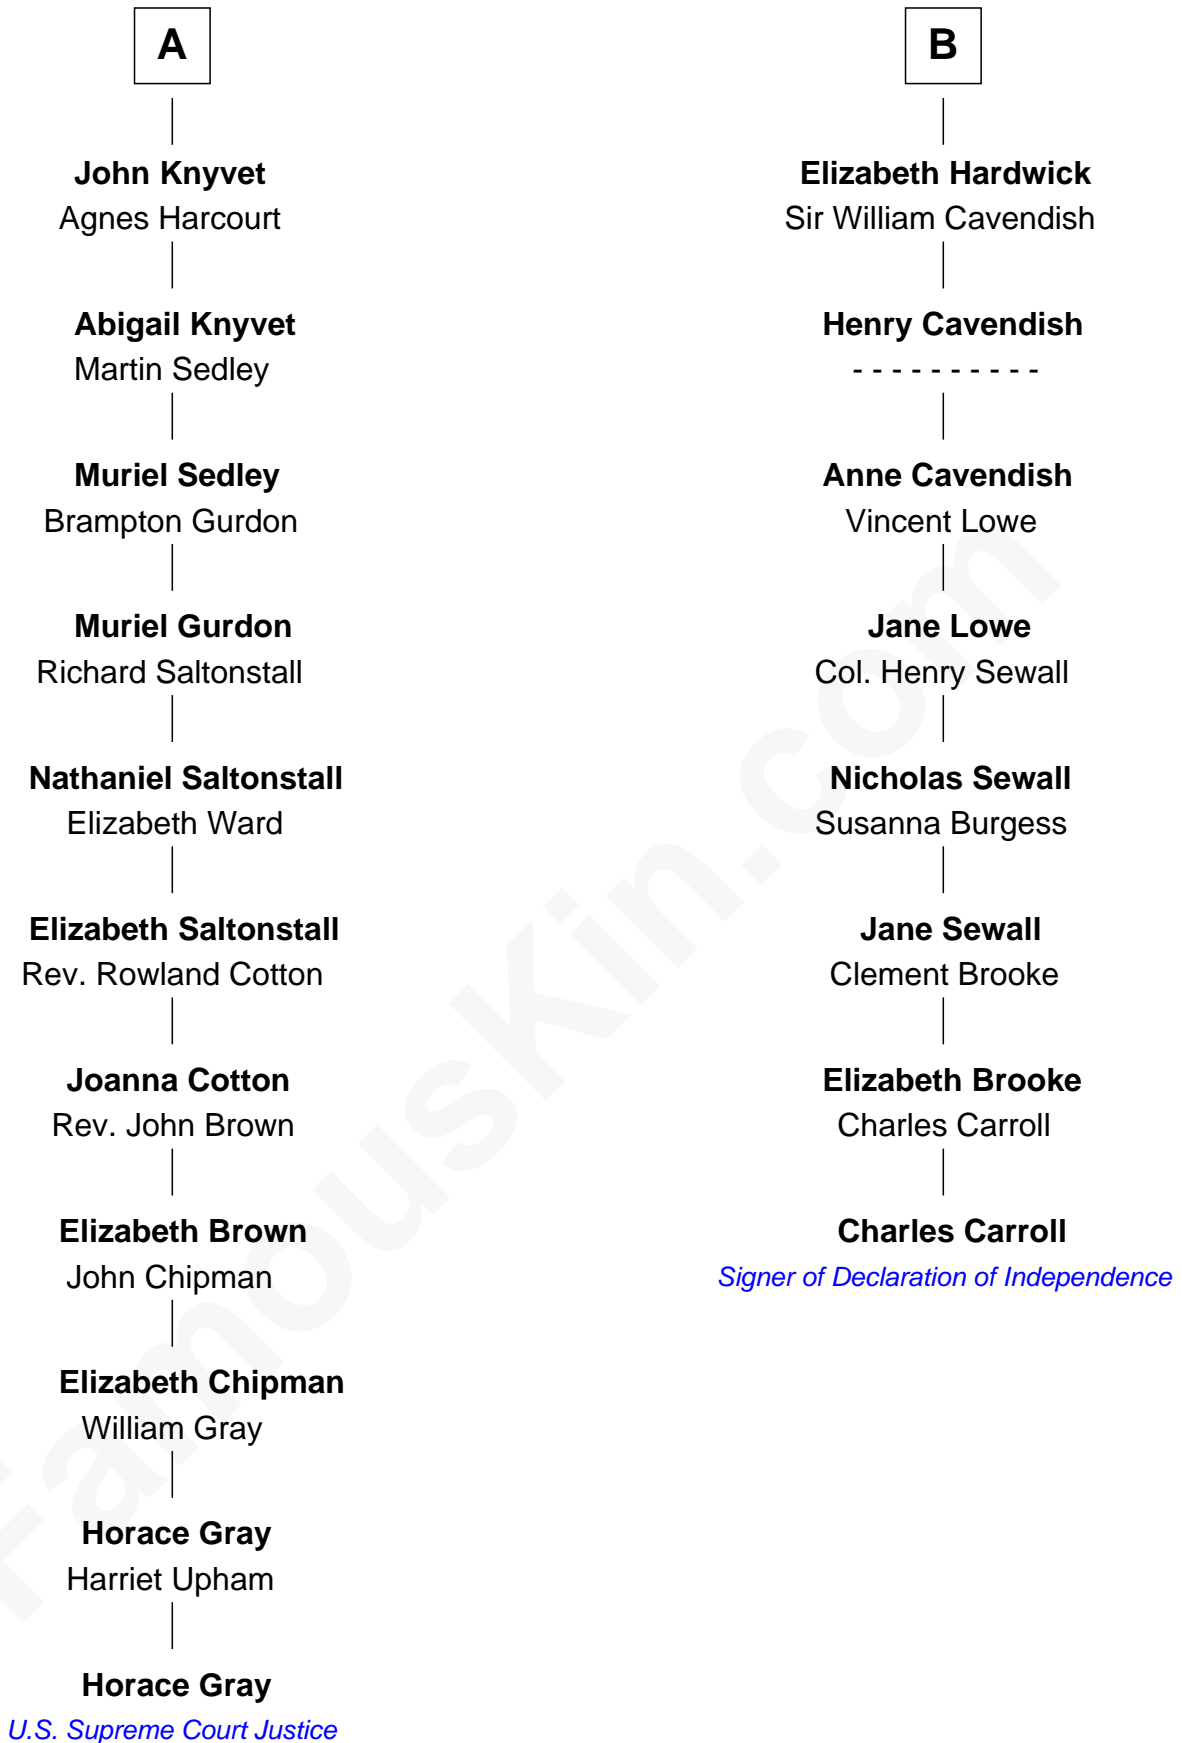 A
John Knyvet
Agnes Harcourt
Abigail Knyvet
Martin Sedley
Muriel Sedley
Brampton Gurdon
Muriel Gurdon
Richard Saltonstall
Nathaniel Saltonstall
Elizabeth Ward
Elizabeth Saltonstall
Rev. Rowland Cotton
Joanna Cotton
Rev. John Brown
Elizabeth Brown
John Chipman
Elizabeth Chipman
William Gray
Horace Gray
Harriet Upham
Horace Gray
U.S. Supreme Court Justice
B
Elizabeth Hardwick
Sir William Cavendish
Henry Cavendish
- - - - - - - - - -
Anne Cavendish
Vincent Lowe
Jane Lowe
Col. Henry Sewall
Nicholas Sewall
Susanna Burgess
Jane Sewall
Clement Brooke
Elizabeth Brooke
Charles Carroll
Charles Carroll
Signer of Declaration of Independence
FamousKin.com